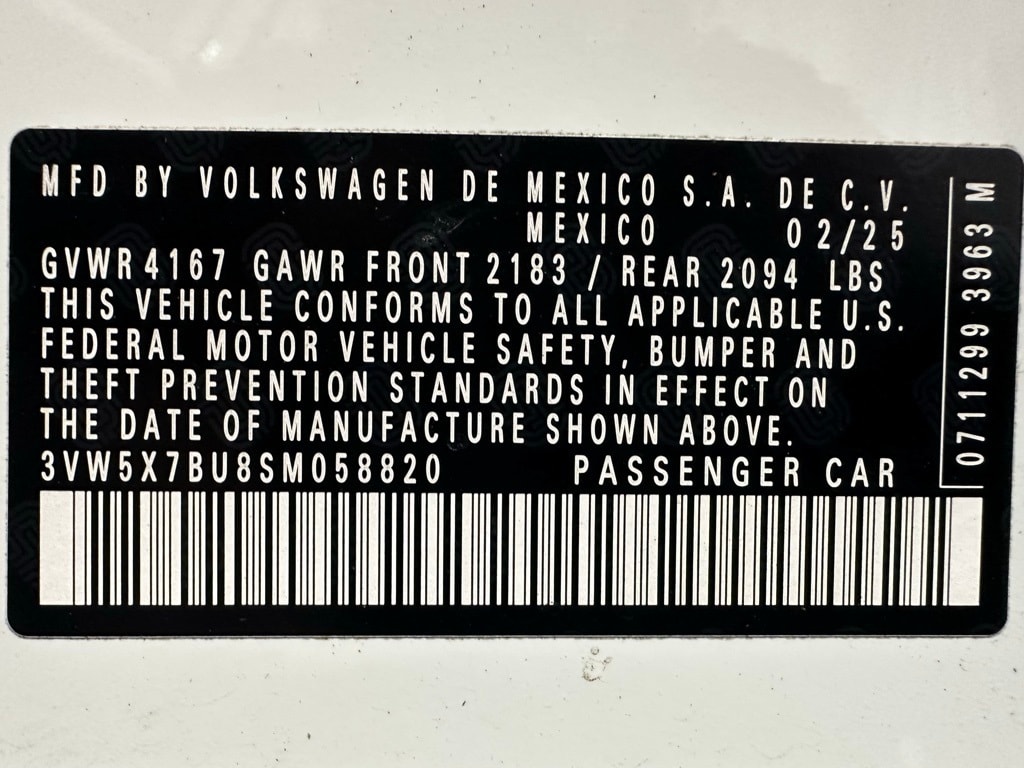 MFD BY VOLKSWAGEN DE MEXICO S.A. DE C.V.
MEXICO 02/25
GVWR 4167 GAWR FRONT 2183 / REAR 2094 LBS
THIS VEHICLE CONFORMS TO ALL APPLICABLE U.S.
FEDERAL MOTOR VEHICLE SAFETY, BUMPER AND
THEFT PREVENTION STANDARDS IN EFFECT ON
THE DATE OF MANUFACTURE SHOWN ABOVE.
3VW5X7BU8SM058820 PASSENGER CAR
07112993963 M